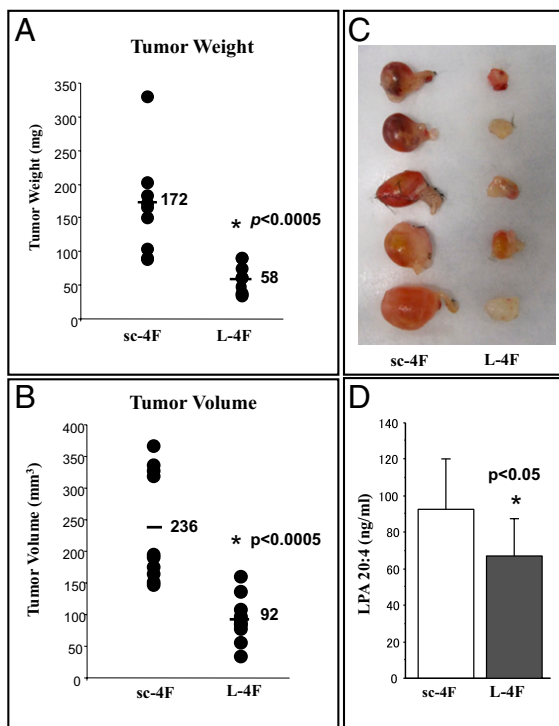 A
Tumor Weight
Tumor Weight (mg)
350
300
250
200
150
100
50
0
172
* p<0.0005
58
sc-4F
L-4F
B
Tumor Volume
Tumor Volume (mm³)
400
350
300
250
200
150
100
50
0
236
* p<0.0005
92
sc-4F
L-4F
C
sc-4F
L-4F
D
LPA 20:4 (ng/ml)
140
120
100
80
60
40
20
0
p<0.05
*
sc-4F
L-4F